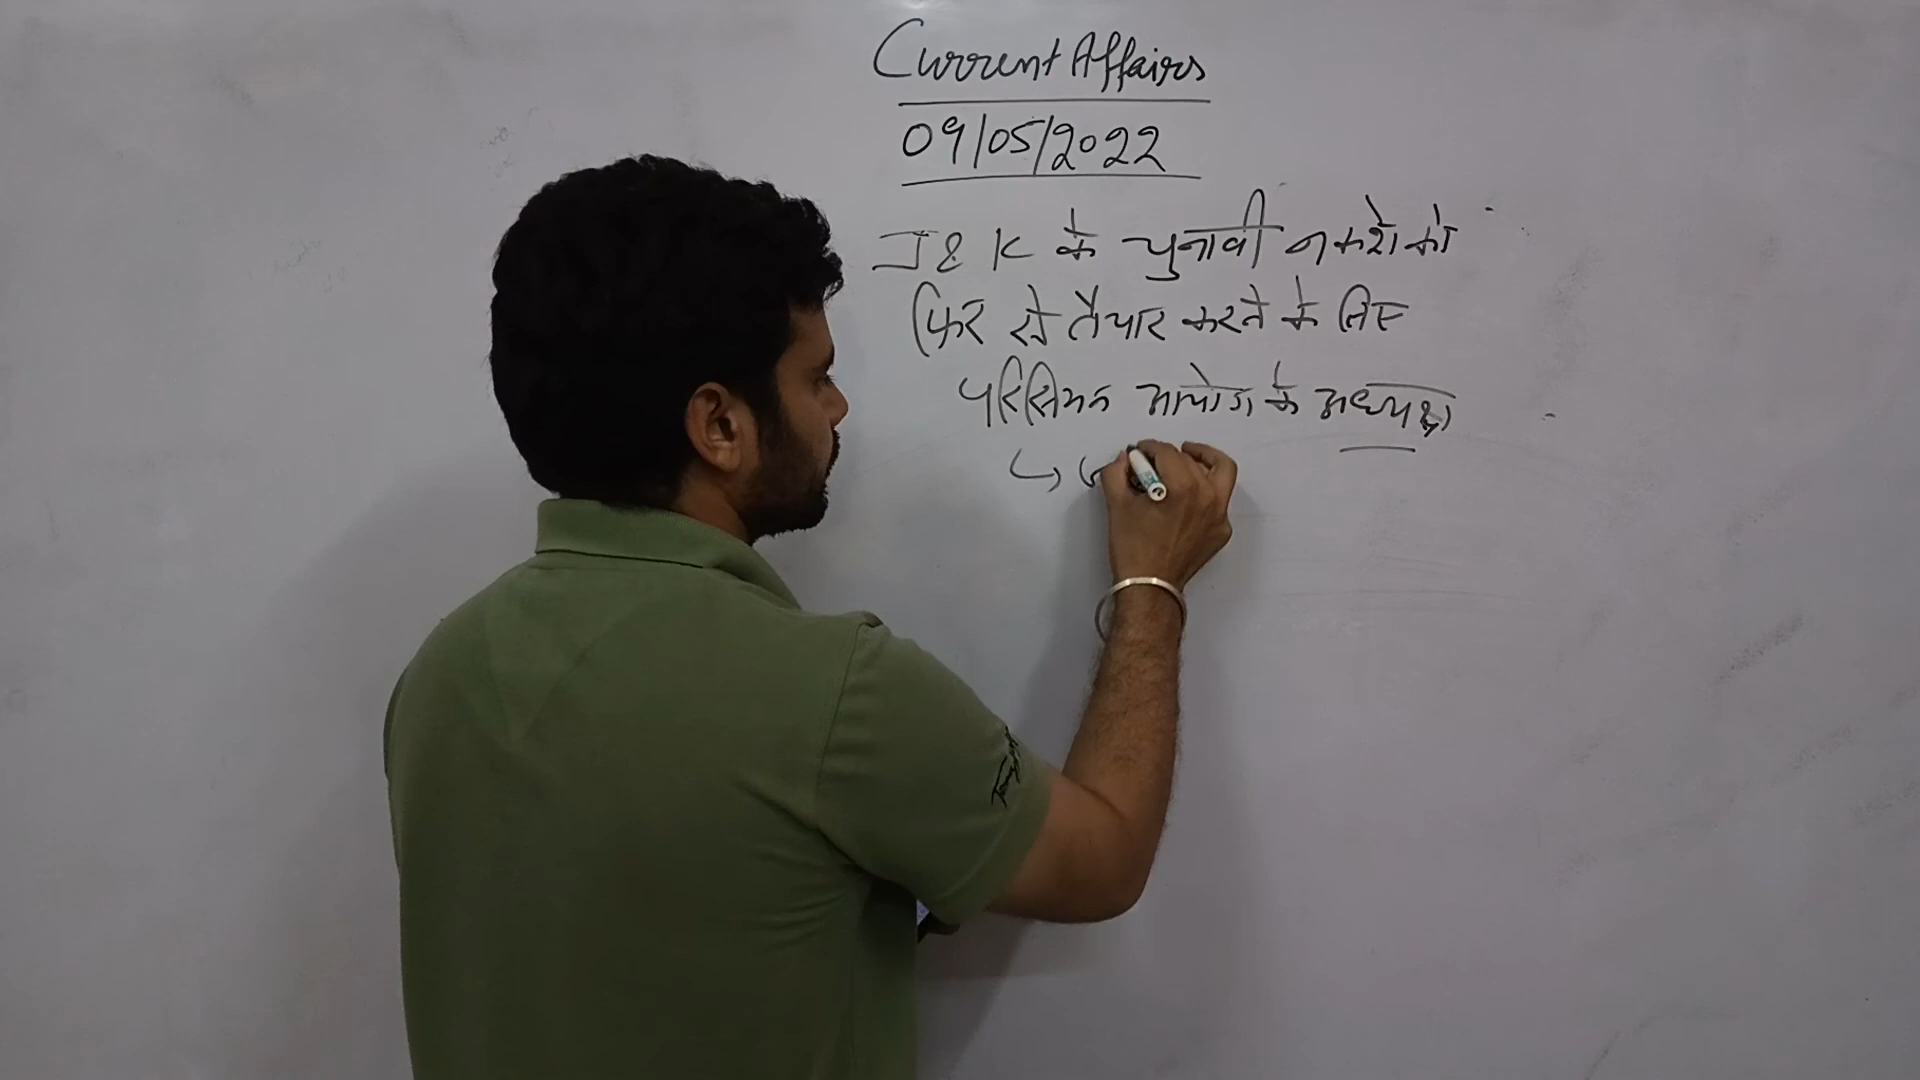 Current Affairs
09/05/2022
J & K के चुनावी नक्शे को
फिर से तैयार करने के लिए
परिसिमन आयोग के अध्यक्ष
↳